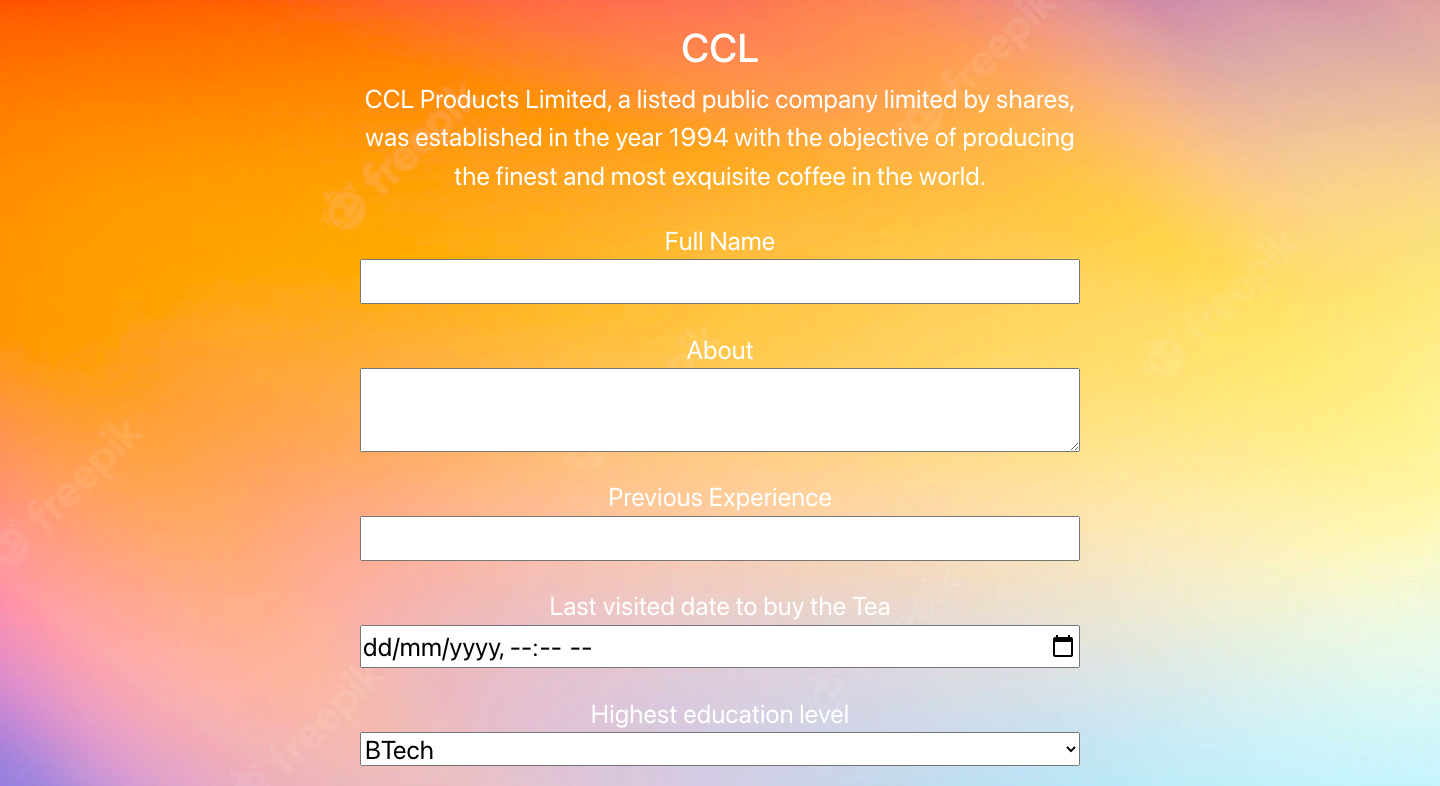 CCL
CCL Products Limited, a listed public company limited by shares,
was established in the year 1994 with the objective of producing
the finest and most exquisite coffee in the world.
Full Name
About
Previous Experience
Last visited date to buy the Tea
dd/mm/yyyy, --:-- --
Highest education level
BTech
freepik
freepik
freepik
freepik
freepik